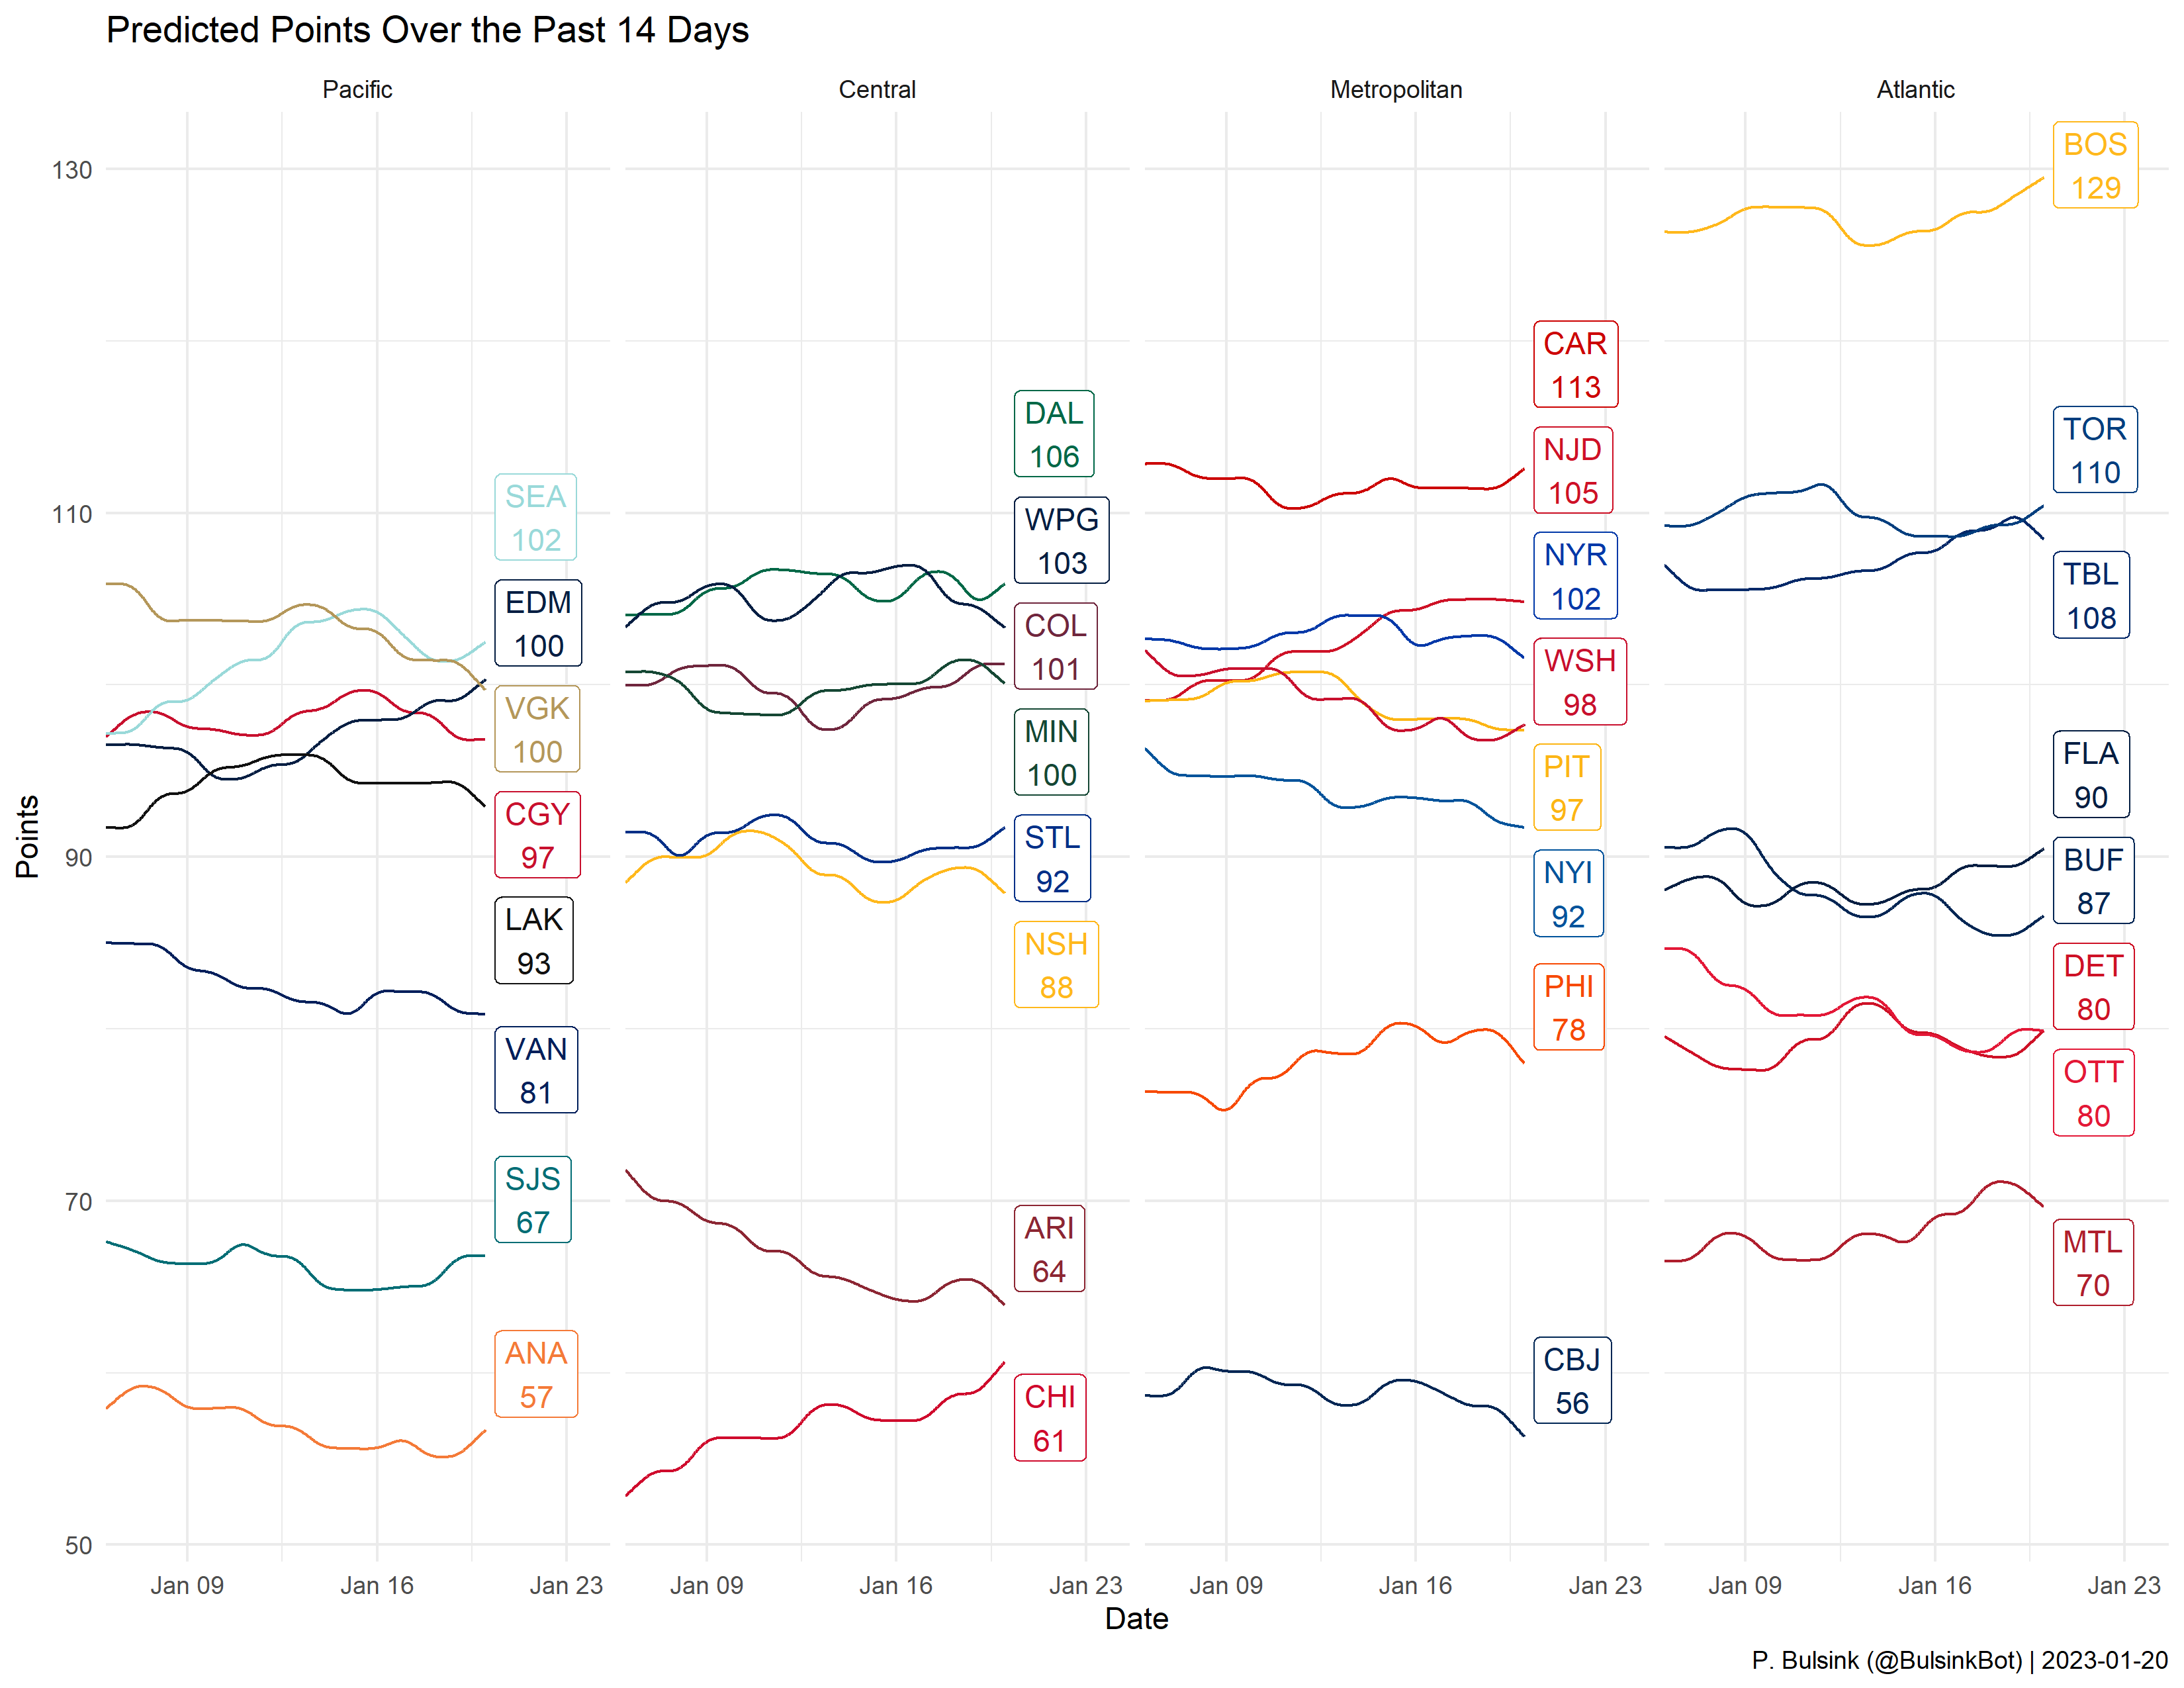 Predicted Points Over the Past 14 Days
Pacific
Central
Metropolitan
Atlantic
Points
130
110
90
70
50
SEA
102
EDM
100
VGK
100
CGY
97
LAK
93
VAN
81
SJS
67
ANA
57
DAL
106
WPG
103
COL
101
MIN
100
STL
92
NSH
88
ARI
64
CHI
61
CAR
113
NJD
105
NYR
102
WSH
98
PIT
97
NYI
92
PHI
78
CBJ
56
BOS
129
TOR
110
TBL
108
FLA
90
BUF
87
DET
80
OTT
80
MTL
70
Jan 09 Jan 16 Jan 23
Jan 09 Jan 16 Jan 23
Jan 09 Jan 16 Jan 23
Jan 09 Jan 16 Jan 23
Date
P. Bulsink (@BulsinkBot) | 2023-01-20